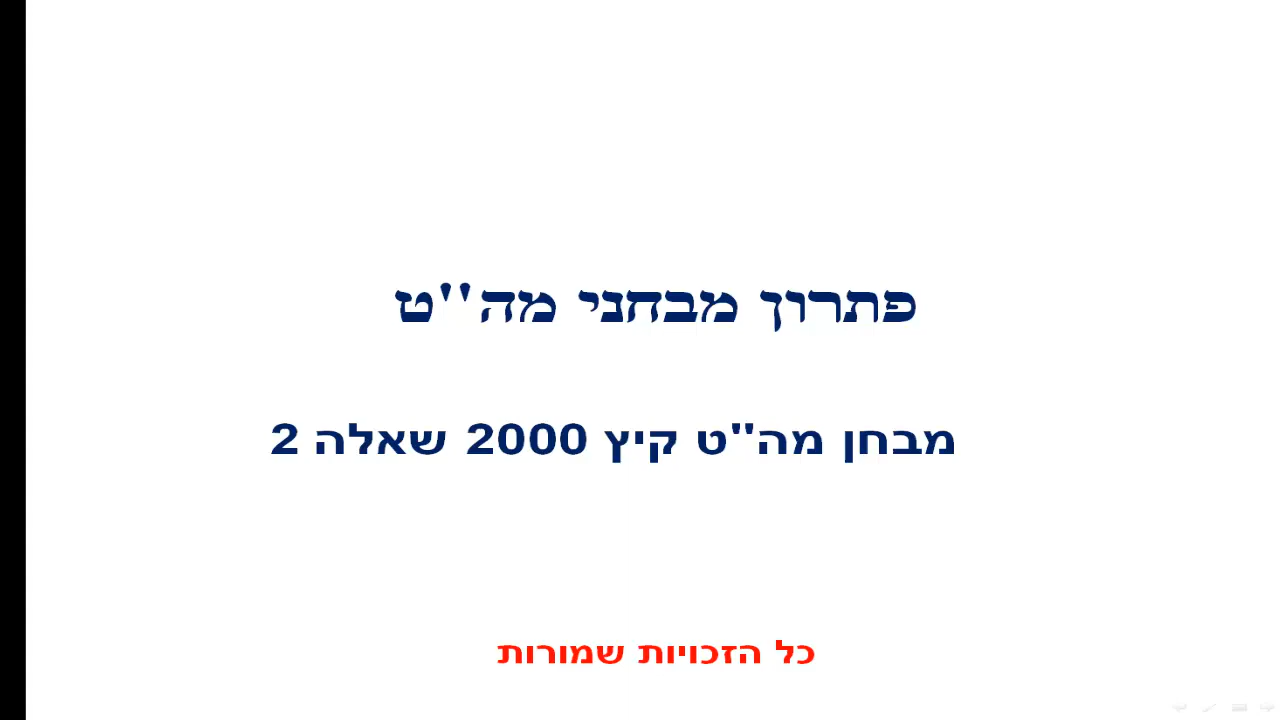 פתרון מבחני מה''ט
מבחן מה"ט קיץ 2000 שאלה 2
כל הזכויות שמורות